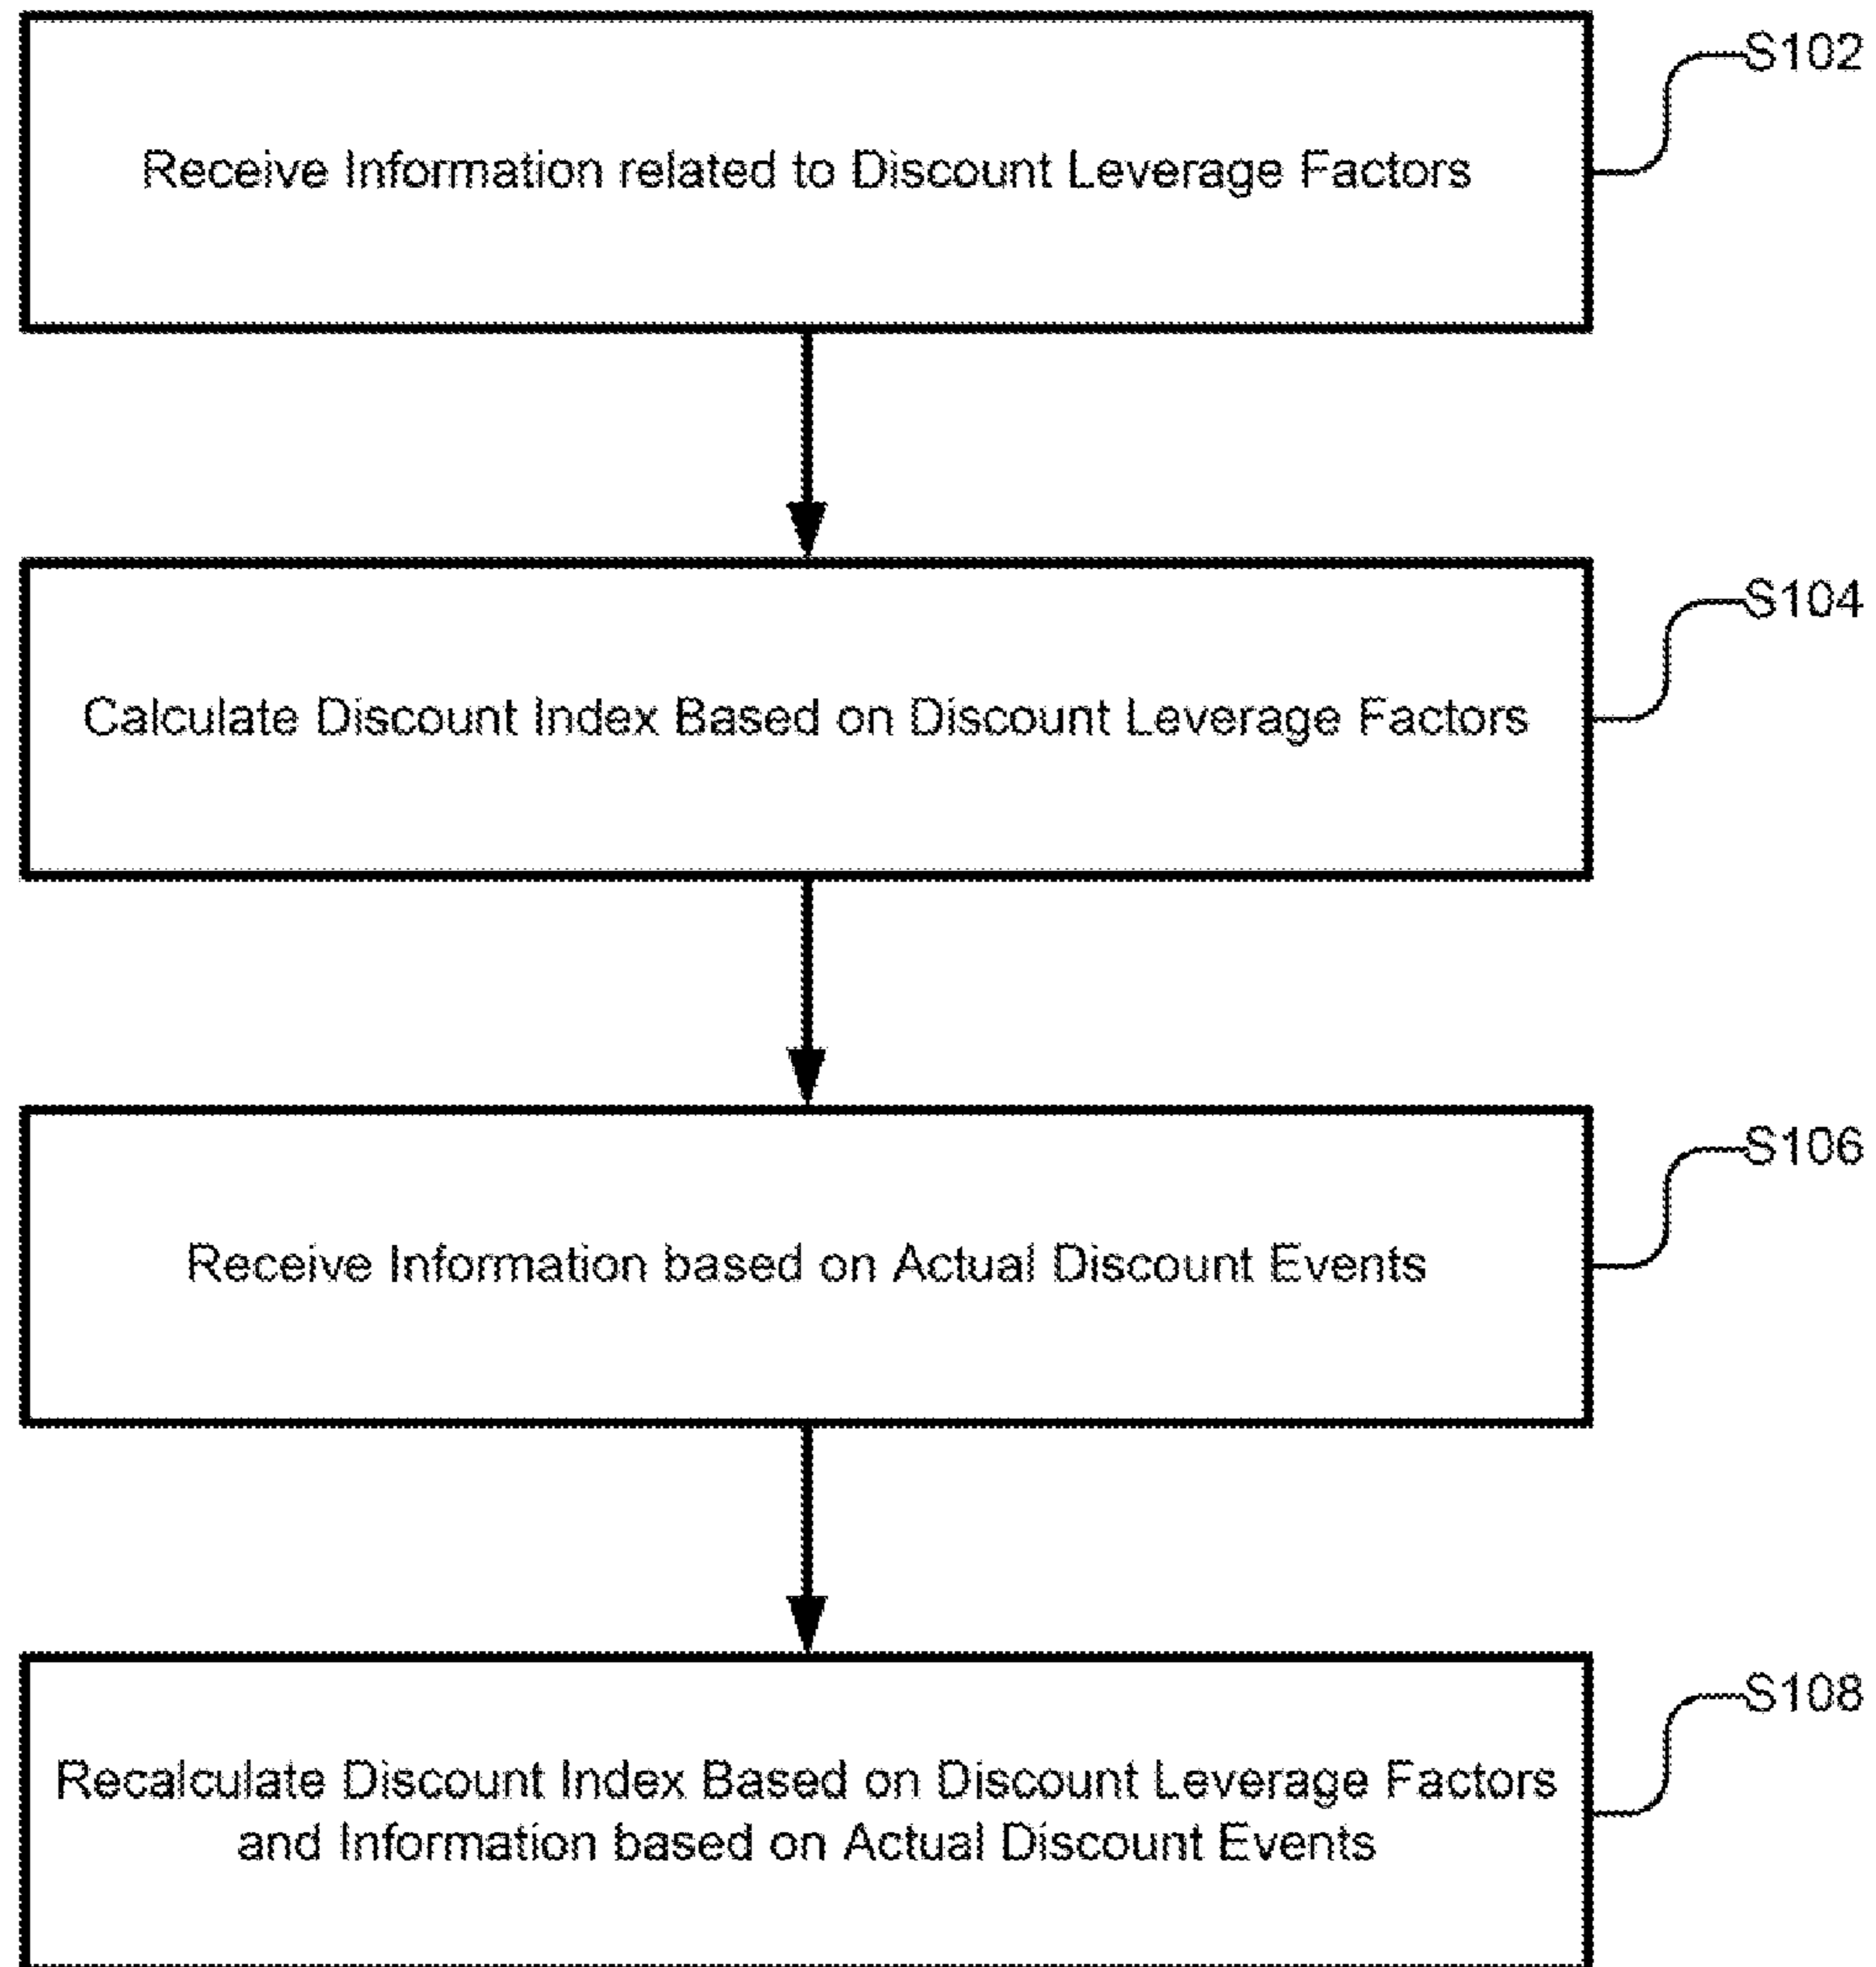 S102
Receive Information related to Discount Leverage Factors
S104
Calculate Discount Index Based on Discount Leverage Factors
S106
Receive Information based on Actual Discount Events
S108
Recalculate Discount Index Based on Discount Leverage Factors
and Information based on Actual Discount Events